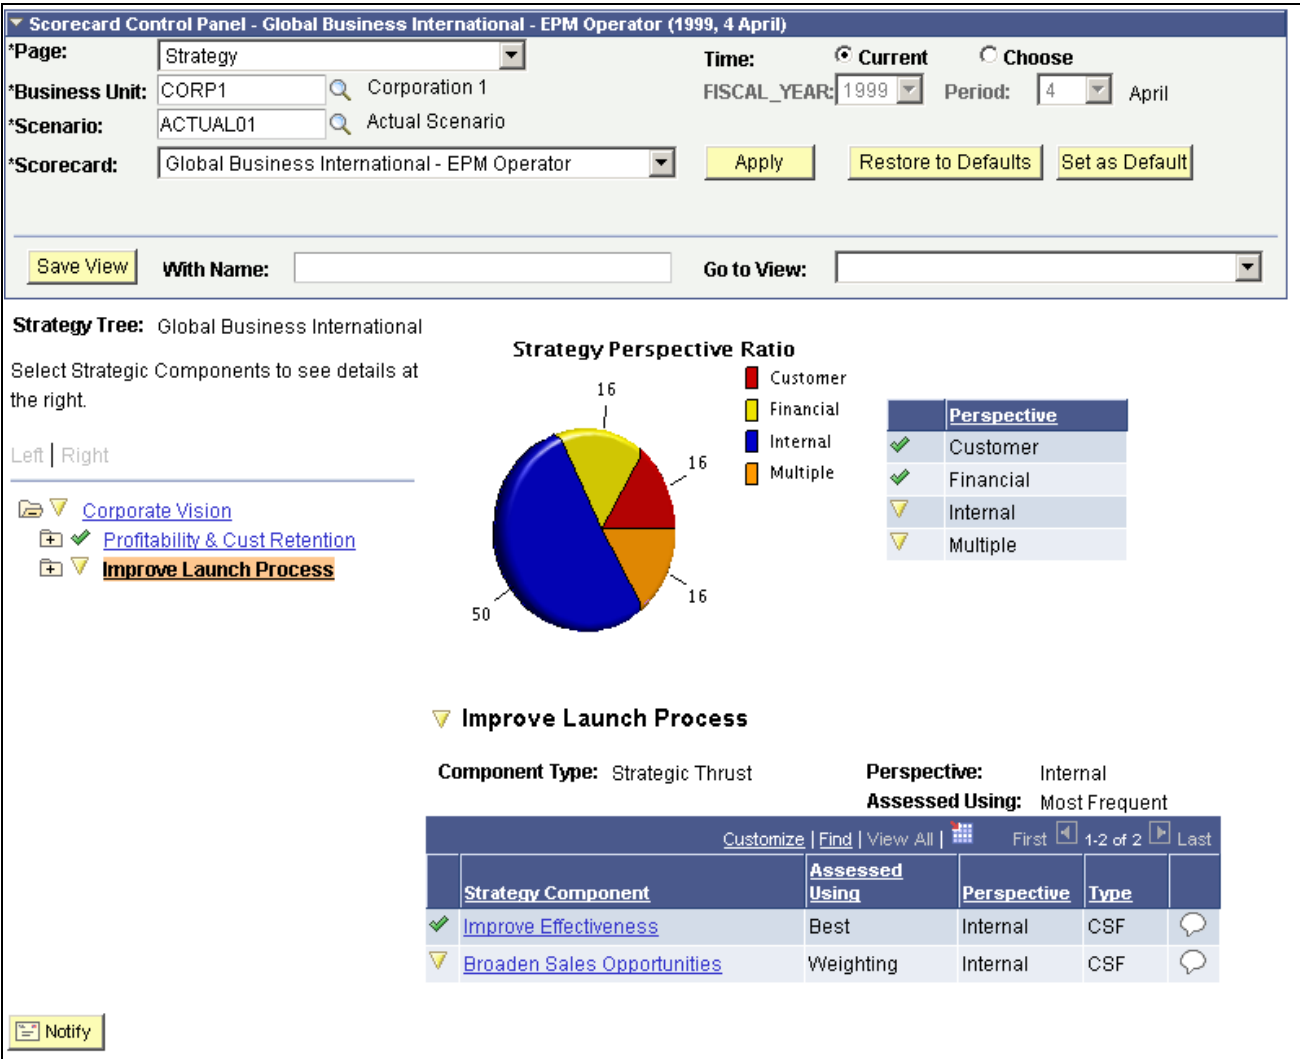 Scorecard Control Panel - Global Business International - EPM Operator (1999, 4 April)
*Page: Strategy Time: Current Choose
*Business Unit: CORP1 Corporation 1 FISCAL_YEAR: 1999 Period: 4 April
*Scenario: ACTUAL01 Actual Scenario
*Scorecard: Global Business International - EPM Operator Apply Restore to Defaults Set as Default
Save View With Name: Go to View:
Strategy Tree: Global Business International
Select Strategic Components to see details at
the right.
Left | Right
Corporate Vision
Profitability & Cust Retention
Improve Launch Process
Strategy Perspective Ratio
16
16
16
50
Customer
Financial
Internal
Multiple
Perspective
Customer
Financial
Internal
Multiple
Improve Launch Process
Component Type: Strategic Thrust Perspective: Internal
Assessed Using: Most Frequent
Customize | Find | View All | First 1-2 of 2 Last
Strategy Component Assessed Using Perspective Type
Improve Effectiveness Best Internal CSF
Broaden Sales Opportunities Weighting Internal CSF
Notify